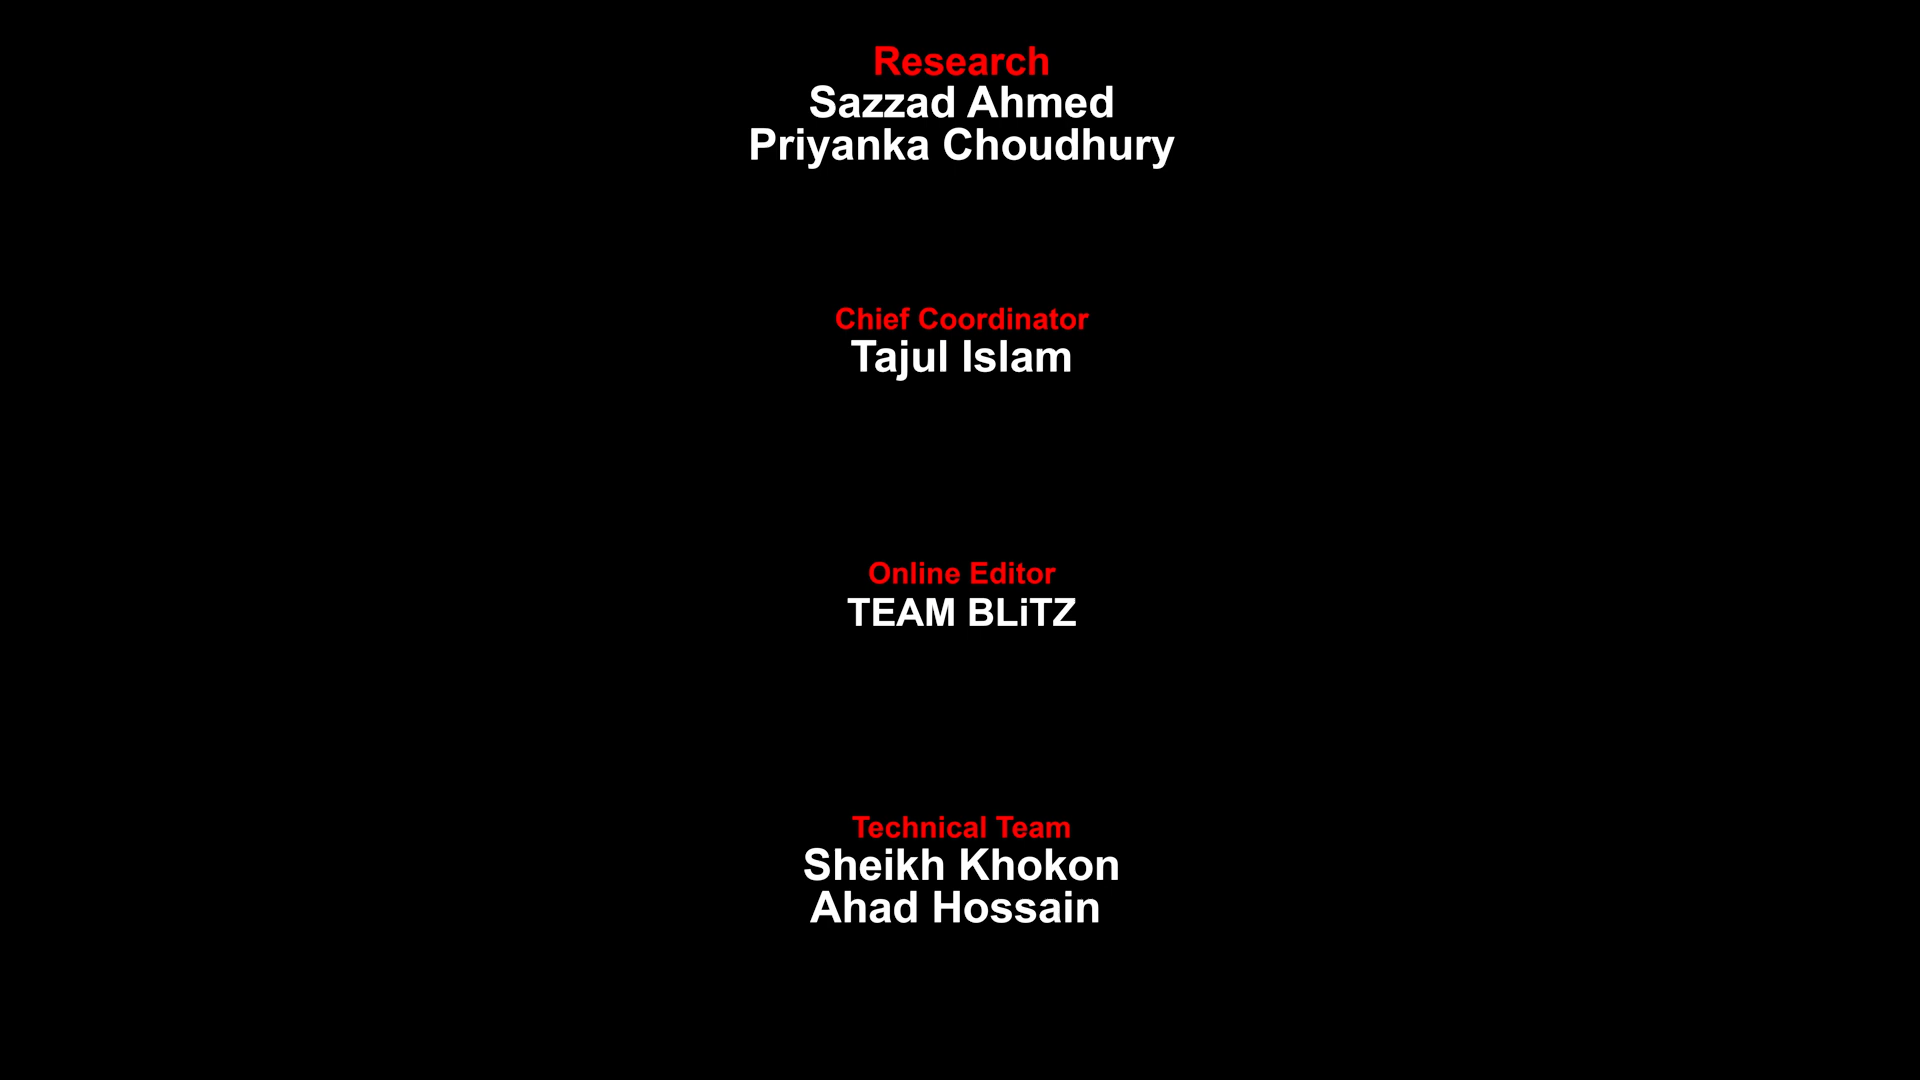 Research
Sazzad Ahmed
Priyanka Choudhury
Chief Coordinator
Tajul Islam
Online Editor
TEAM BLiTZ
Technical Team
Sheikh Khokon
Ahad Hossain